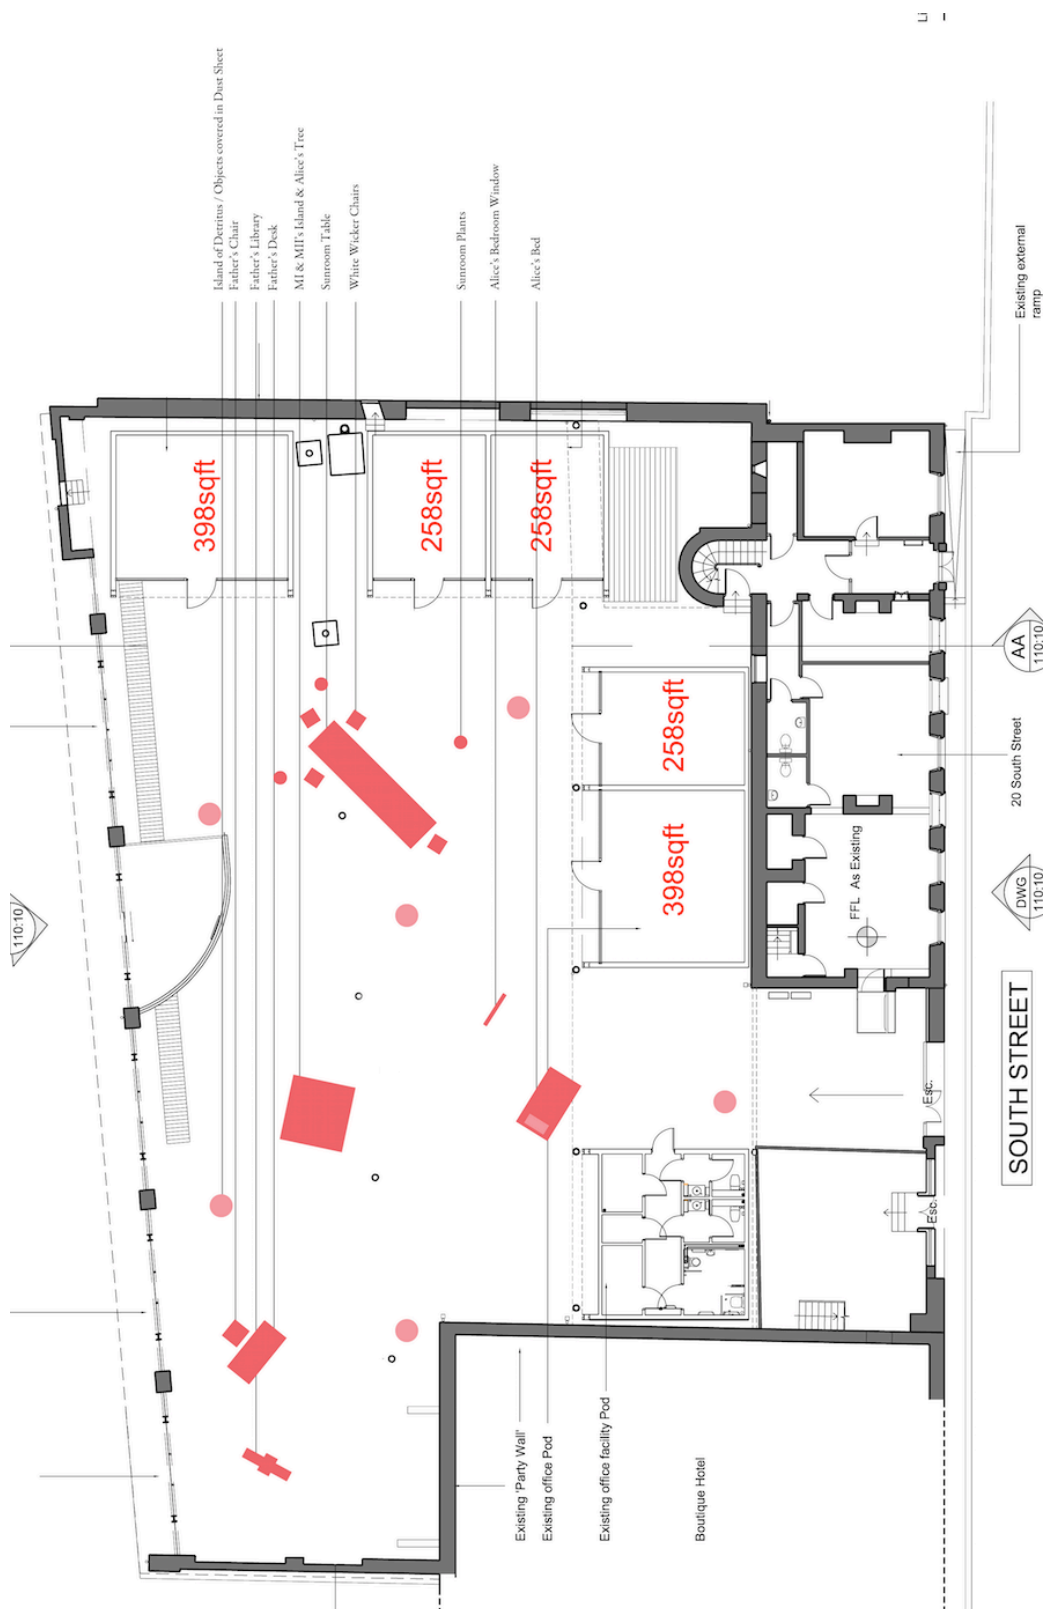 Li
Island of Detritus / Objects covered in Dust Sheet
Father's Chair
Father's Library
Father's Desk
MI & MII's Island & Alice's Tree
Sunroom Table
White Wicker Chairs
Sunroom Plants
Alice's Bedroom Window
Alice's Bed
Existing external
ramp
398sqft
258sqft
258sqft
AA
110:10
258sqft
20 South Street
398sqft
FFL As Existing
DWG
110:10
110:10
SOUTH STREET
Esc.
Esc.
Existing 'Party Wall'
Existing office Pod
Existing office facility Pod
Boutique Hotel